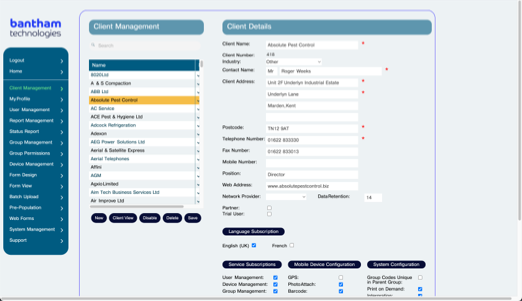 bantham
technologies
Logout
Home
Client Management
MyProfile
User Management
Report Management
Status Report
Group Management
Group Permissions
Device Management
Form Design
Form View
Batch Upload
Pre-Population
Web Forms
System Management
Support
Client Management
Search
Name
8020Ltd
A & S Compaction
ABB Ltd
Absolute Pest Control
AC Service
ACE Pest & Hygiene Ltd
Adcock Refrigeration
Adexon
AEG Power Solutions Ltd
Aerial & Satellite Express
Aerial Telephones
Affini
AGM
AgeloLimited
Aim Tech Business Services Ltd
Air Improve Ltd
New Client View Disable Delete Save
Client Details
Client Name: Absolute Pest Control *
Client Number: 418
Industry: Other
Contact Name: Mr Roger Weeks *
Client Address: Unit 2F Underlyn Industrial Estate *
Underlyn Lane *
Marden,Kent
Postcode: TN12 9AT *
Telephone Number: 01622 833330 *
Fax Number: 01622 833013
Mobile Number:
Position: Director
Web Address: www.absolutepestcontrol.biz
Network Provider: DataRetention: 14
Partner:
Trial User:
Language Subscription
English (UK) French
Service Subscriptions Mobile Device Configuration System Configuration
User Management: GPS: Group Codes Unique
in Parent Group:
Device Management: PhotoAttach: Print on Demand:
Group Management: Barcode: